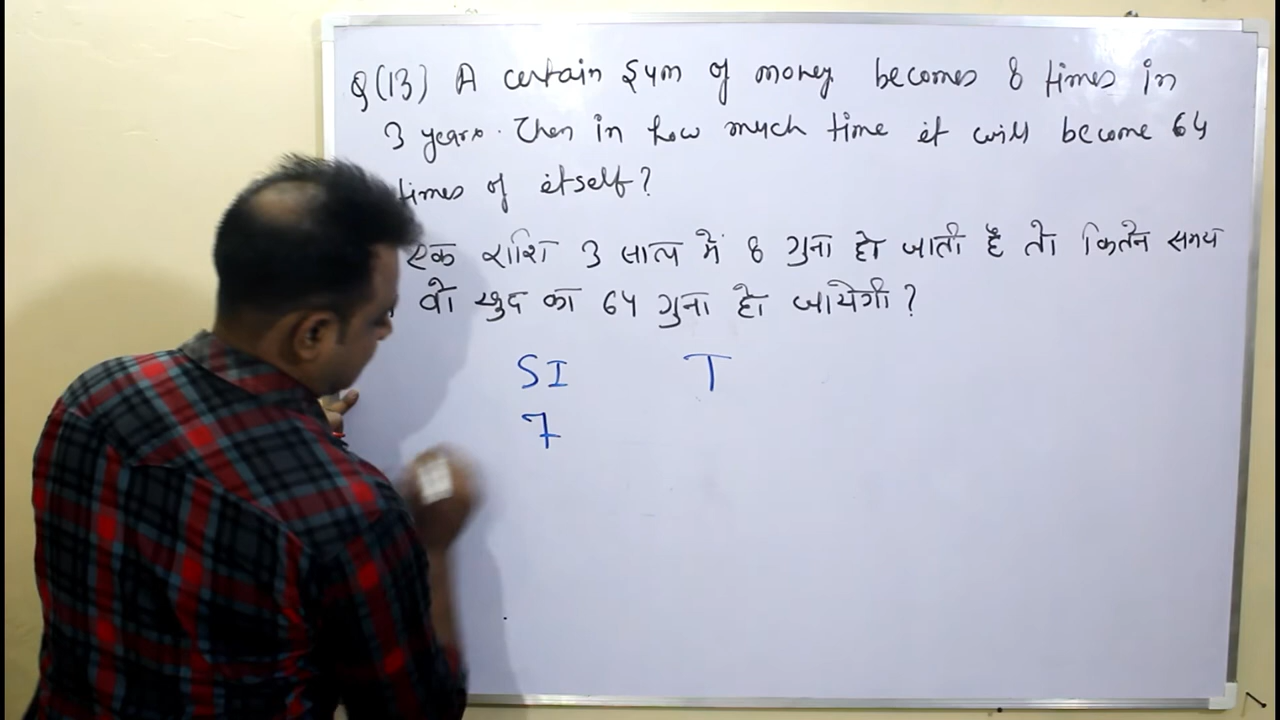 Q(13) A certain sum of money becomes 8 times in
3 years. Then in how much time it will become 64
times of itself?
एक राशि 3 साल में 8 गुना हो जाती है तो कितने समय
वो खुद का 64 गुना हो जायेगी?
SI T
7